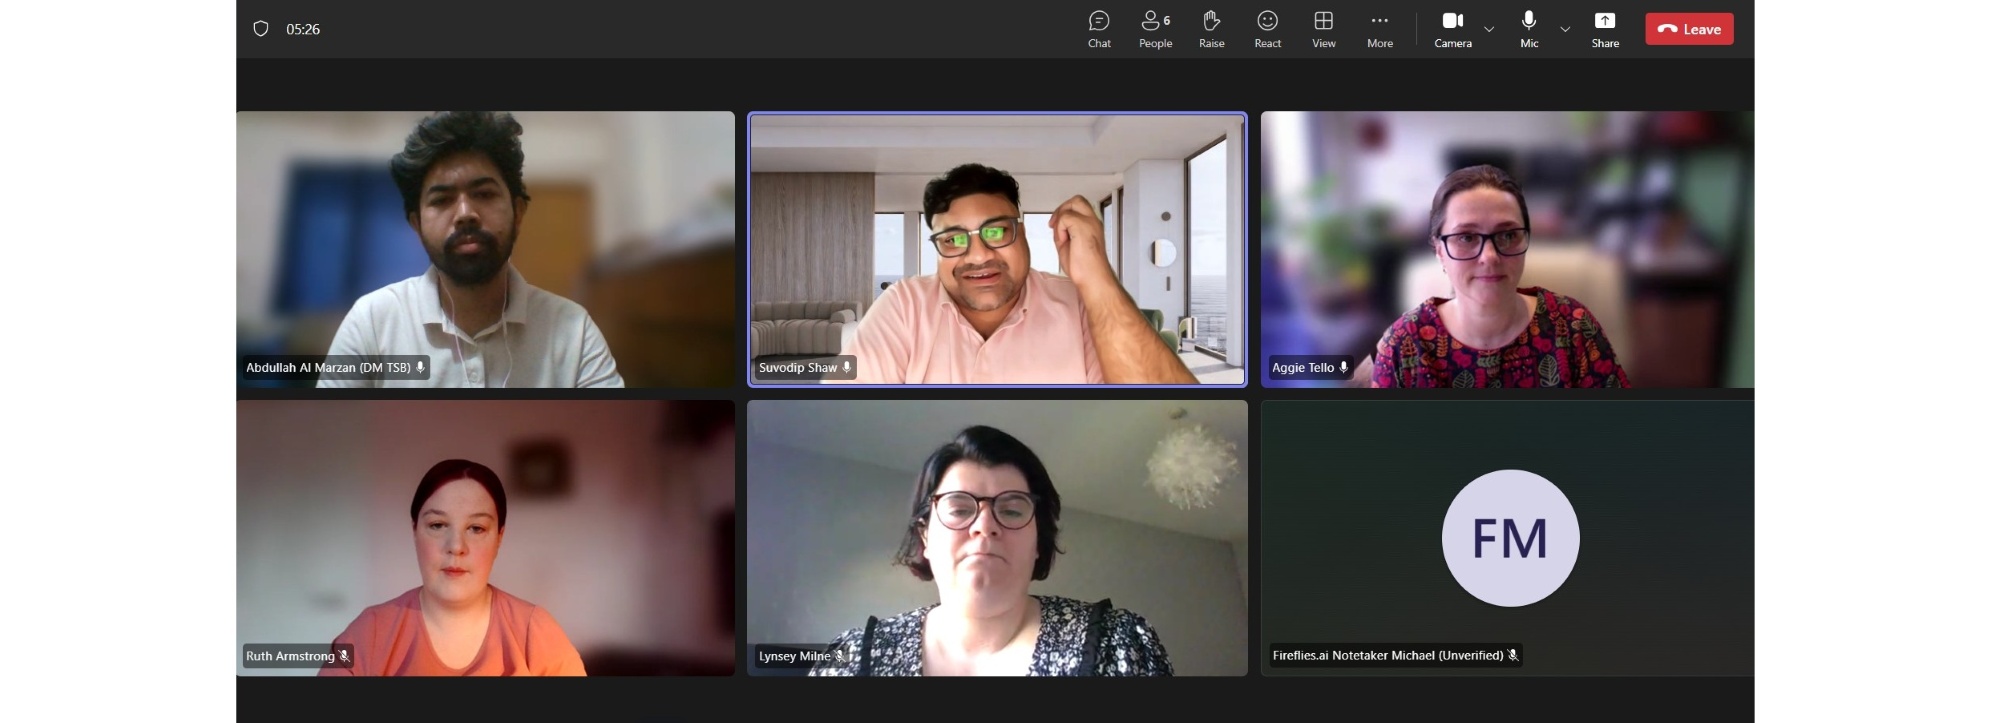 05:26
Chat
People
6
Raise
React
View
More
Camera
Mic
Share
Leave
Abdullah Al Marzan (DM TSB)
Suvodip Shaw
Aggie Tello
Ruth Armstrong
Lynsey Milne
FM
Fireflies.ai Notetaker Michael (Unverified)